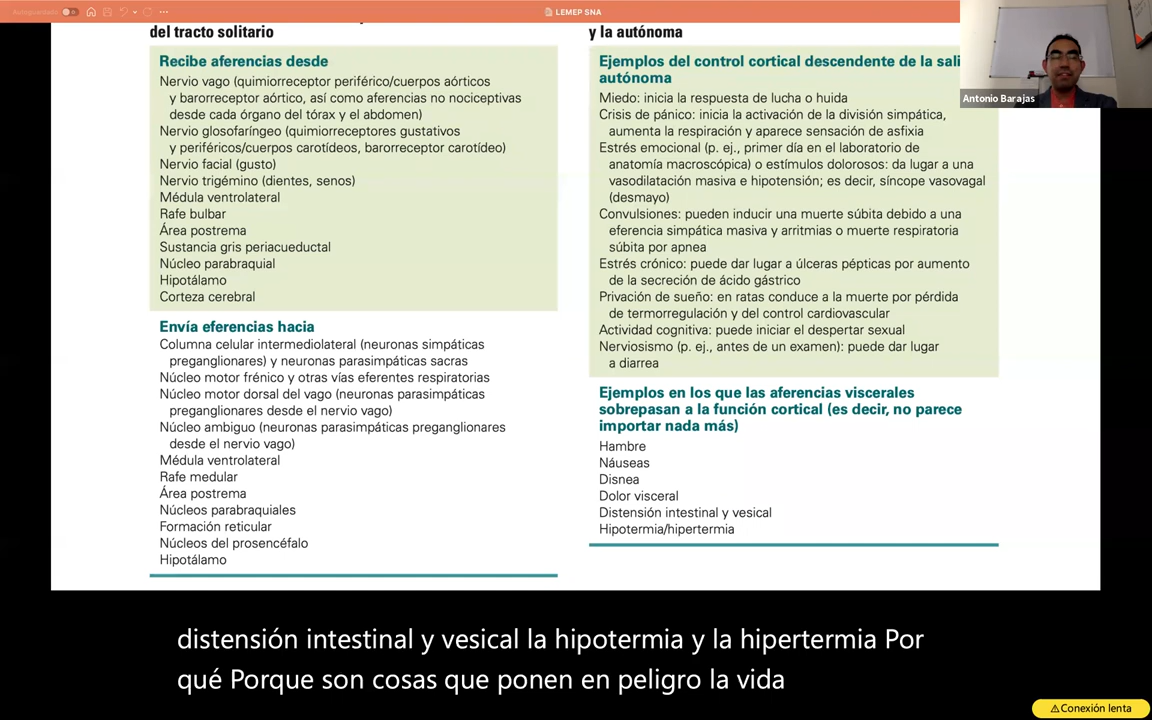 Autoguardado
LEMEP SNA
del tracto solitario
Recibe aferencias desde
Nervio vago (quimiorreceptor periférico/cuerpos aórticos
y barorreceptor aórtico, así como aferencias no nociceptivas
desde cada órgano del tórax y el abdomen)
Nervio glosofaríngeo (quimiorreceptores gustativos
y periféricos/cuerpos carotídeos, barorreceptor carotídeo)
Nervio facial (gusto)
Nervio trigémino (dientes, senos)
Médula ventrolateral
Rafe bulbar
Área postrema
Sustancia gris periacueductal
Núcleo parabraquial
Hipotálamo
Corteza cerebral
Envía eferencias hacia
Columna celular intermediolateral (neuronas simpáticas
preganglionares) y neuronas parasimpáticas sacras
Núcleo motor frénico y otras vías eferentes respiratorias
Núcleo motor dorsal del vago (neuronas parasimpáticas
preganglionares desde el nervio vago)
Núcleo ambiguo (neuronas parasimpáticas preganglionares
desde el nervio vago)
Médula ventrolateral
Rafe medular
Área postrema
Núcleos parabraquiales
Formación reticular
Núcleos del prosencéfalo
Hipotálamo
y la autónoma
Ejemplos del control cortical descendente de la sali
autónoma
Miedo: inicia la respuesta de lucha o huida
Crisis de pánico: inicia la activación de la división simpática,
aumenta la respiración y aparece sensación de asfixia
Estrés emocional (p. ej., primer día en el laboratorio de
anatomía macroscópica) o estímulos dolorosos: da lugar a una
vasodilatación masiva e hipotensión; es decir, síncope vasovagal
(desmayo)
Convulsiones: pueden inducir una muerte súbita debido a una
eferencia simpática masiva y arritmias o muerte respiratoria
súbita por apnea
Estrés crónico: puede dar lugar a úlceras pépticas por aumento
de la secreción de ácido gástrico
Privación de sueño: en ratas conduce a la muerte por pérdida
de termorregulación y del control cardiovascular
Actividad cognitiva: puede iniciar el despertar sexual
Nerviosismo (p. ej., antes de un examen): puede dar lugar
a diarrea
Ejemplos en los que las aferencias viscerales
sobrepasan a la función cortical (es decir, no parece
importar nada más)
Hambre
Náuseas
Disnea
Dolor visceral
Distensión intestinal y vesical
Hipotermia/hipertermia
Antonio Barajas
distensión intestinal y vesical la hipotermia y la hipertermia Por
qué Porque son cosas que ponen en peligro la vida
Conexión lenta